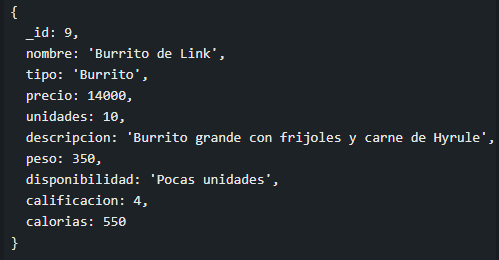 {
_id: 9,
nombre: 'Burrito de Link',
tipo: 'Burrito',
precio: 14000,
unidades: 10,
descripcion: 'Burrito grande con frijoles y carne de Hyrule',
peso: 350,
disponibilidad: 'Pocas unidades',
calificacion: 4,
calorias: 550
}